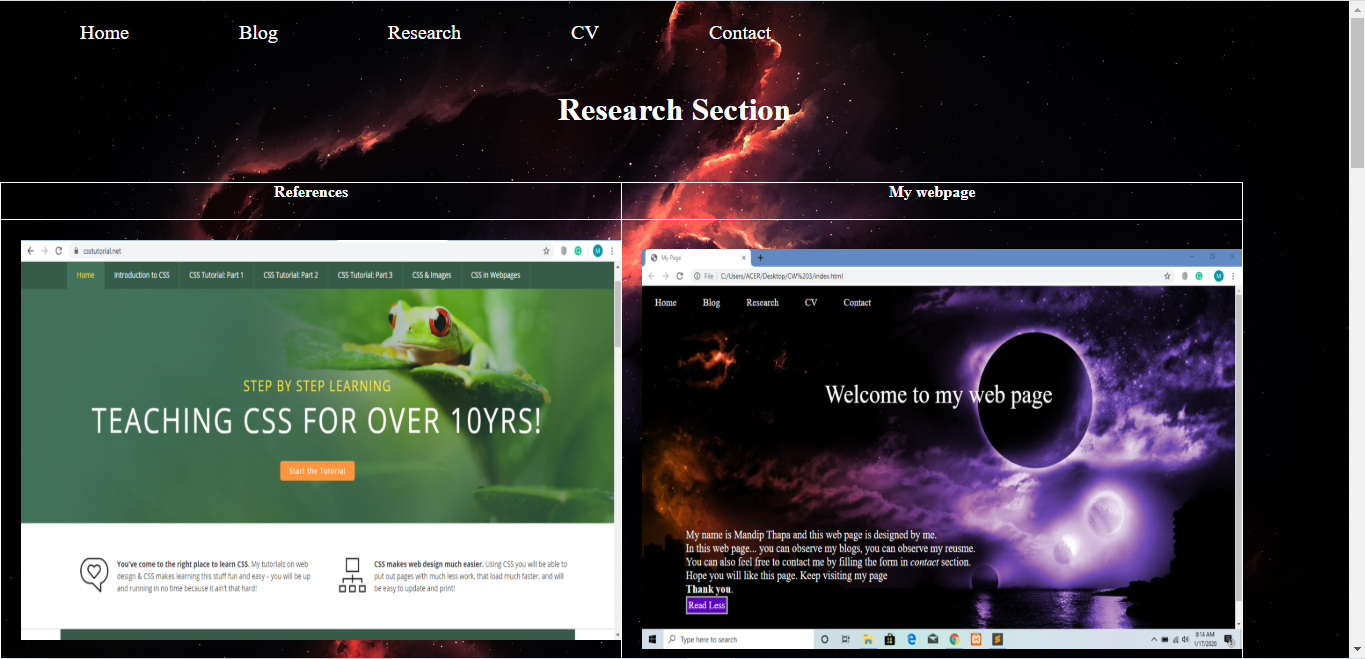 Home Blog Research CV Contact
Research Section
References My webpage
csstutorial.net
Home Introduction to CSS CSS Tutorial: Part 1 CSS Tutorial: Part 2 CSS Tutorial: Part 3 CSS & Images CSS in Webpages
STEP BY STEP LEARNING
TEACHING CSS FOR OVER 10YRS!
Start the Tutorial
You've come to the right place to learn CSS. My tutorials on web
design & CSS makes learning this stuff fun and easy – you will be up
and running in no time because it ain't that hard!
CSS makes web design much easier. Using CSS you will be able to
put out pages with much less work, that load much faster, and will
be easy to update and print!
My Page
File C:/Users/ACER/Desktop/CW%203/index.html
Home Blog Research CV Contact
Welcome to my web page
My name is Mandip Thapa and this web page is designed by me.
In this web page... you can observe my blogs, you can observe my reusme.
You can also feel free to contact me by filling the form in contact section.
Hope you will like this page. Keep visiting my page
Thank you.
Read Less
Type here to search
8:14 AM
1/17/2020